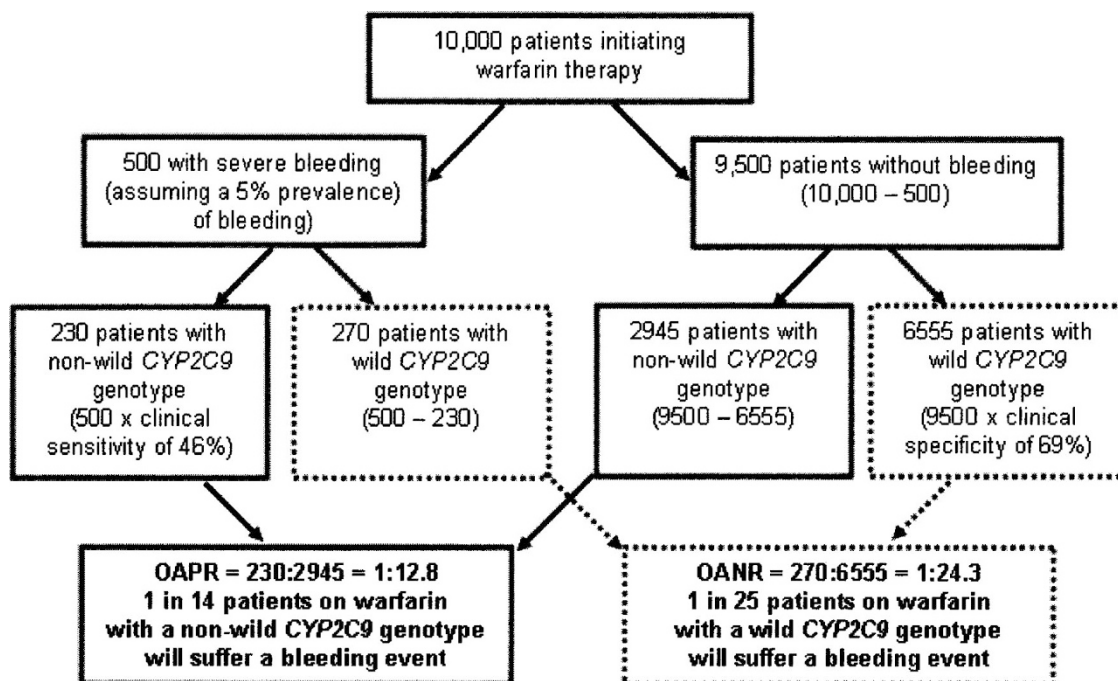 10,000 patients initiating
warfarin therapy
500 with severe bleeding
(assuming a 5% prevalence)
of bleeding)
9,500 patients without bleeding
(10,000 – 500)
230 patients with
non-wild CYP2C9
genotype
(500 x clinical
sensitivity of 46%)
270 patients with
wild CYP2C9
genotype
(500 – 230)
2945 patients with
non-wild CYP2C9
genotype
(9500 – 6555)
6555 patients with
wild CYP2C9
genotype
(9500 x clinical
specificity of 69%)
OAPR = 230:2945 = 1:12.8
1 in 14 patients on warfarin
with a non-wild CYP2C9 genotype
will suffer a bleeding event
OANR = 270:6555 = 1:24.3
1 in 25 patients on warfarin
with a wild CYP2C9 genotype
will suffer a bleeding event